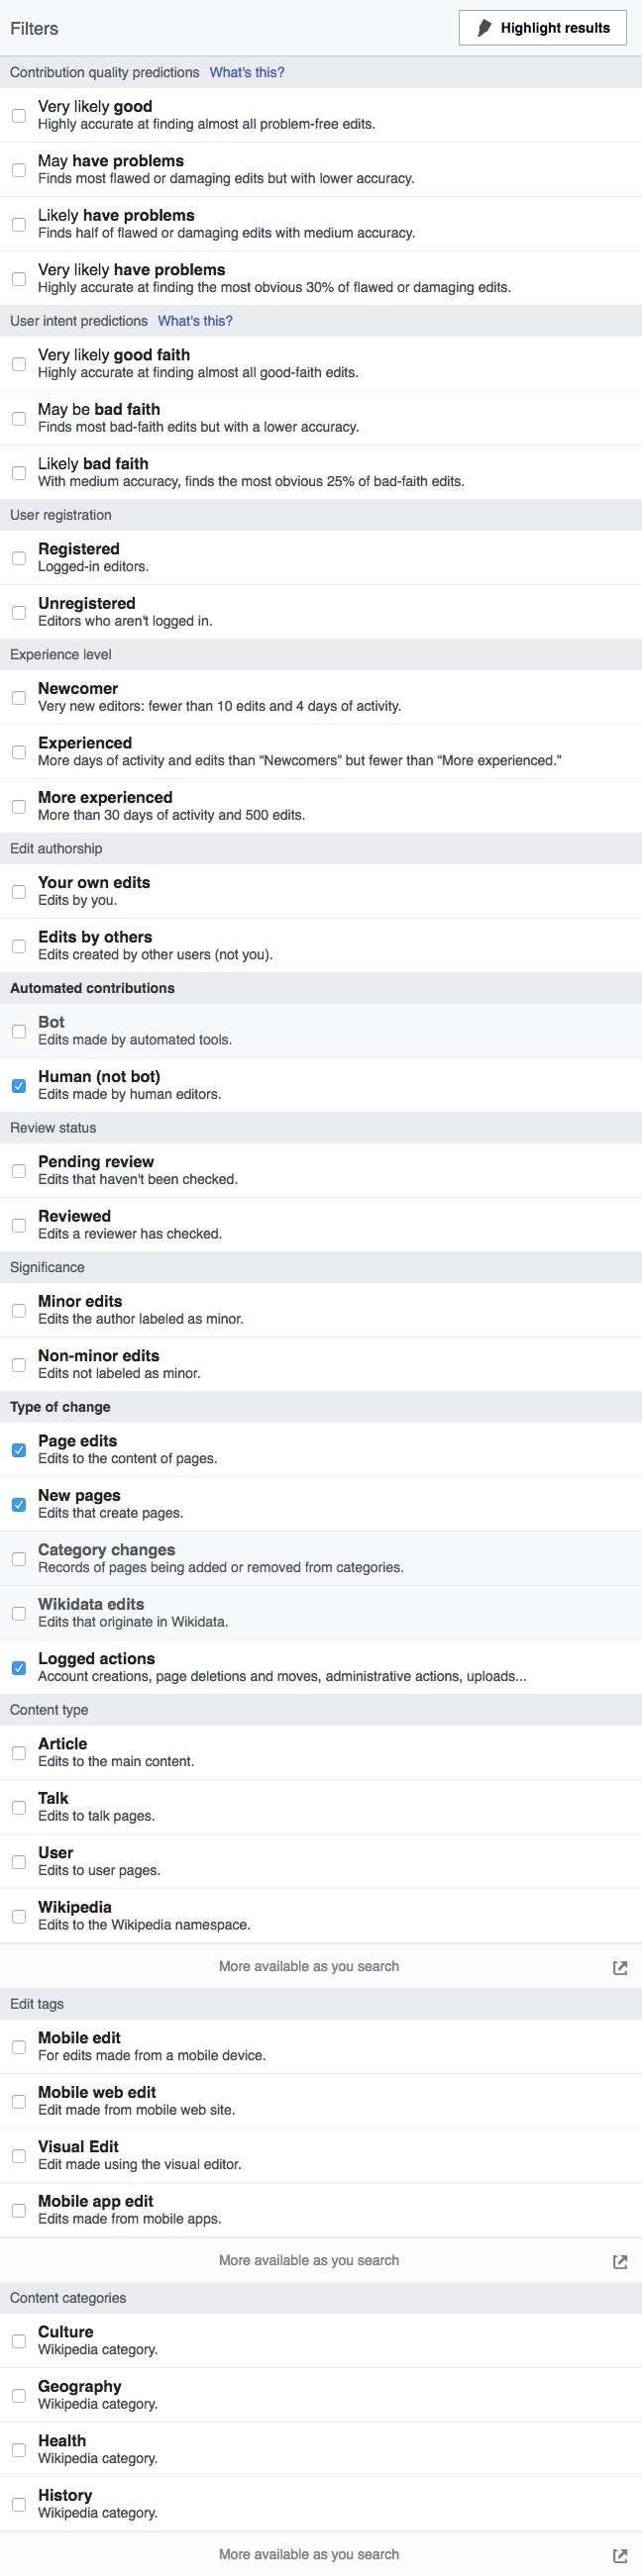 Filters
Highlight results
Contribution quality predictions What's this?
Very likely good
Highly accurate at finding almost all problem-free edits.
May have problems
Finds most flawed or damaging edits but with lower accuracy.
Likely have problems
Finds half of flawed or damaging edits with medium accuracy.
Very likely have problems
Highly accurate at finding the most obvious 30% of flawed or damaging edits.
User intent predictions What's this?
Very likely good faith
Highly accurate at finding almost all good-faith edits.
May be bad faith
Finds most bad-faith edits but with a lower accuracy.
Likely bad faith
With medium accuracy, finds the most obvious 25% of bad-faith edits.
User registration
Registered
Logged-in editors.
Unregistered
Editors who aren't logged in.
Experience level
Newcomer
Very new editors: fewer than 10 edits and 4 days of activity.
Experienced
More days of activity and edits than “Newcomers” but fewer than “More experienced.”
More experienced
More than 30 days of activity and 500 edits.
Edit authorship
Your own edits
Edits by you.
Edits by others
Edits created by other users (not you).
Automated contributions
Bot
Edits made by automated tools.
Human (not bot)
Edits made by human editors.
Review status
Pending review
Edits that haven't been checked.
Reviewed
Edits a reviewer has checked.
Significance
Minor edits
Edits the author labeled as minor.
Non-minor edits
Edits not labeled as minor.
Type of change
Page edits
Edits to the content of pages.
New pages
Edits that create pages.
Category changes
Records of pages being added or removed from categories.
Wikidata edits
Edits that originate in Wikidata.
Logged actions
Account creations, page deletions and moves, administrative actions, uploads...
Content type
Article
Edits to the main content.
Talk
Edits to talk pages.
User
Edits to user pages.
Wikipedia
Edits to the Wikipedia namespace.
More available as you search
Edit tags
Mobile edit
For edits made from a mobile device.
Mobile web edit
Edit made from mobile web site.
Visual Edit
Edit made using the visual editor.
Mobile app edit
Edits made from mobile apps.
More available as you search
Content categories
Culture
Wikipedia category.
Geography
Wikipedia category.
Health
Wikipedia category.
History
Wikipedia category.
More available as you search